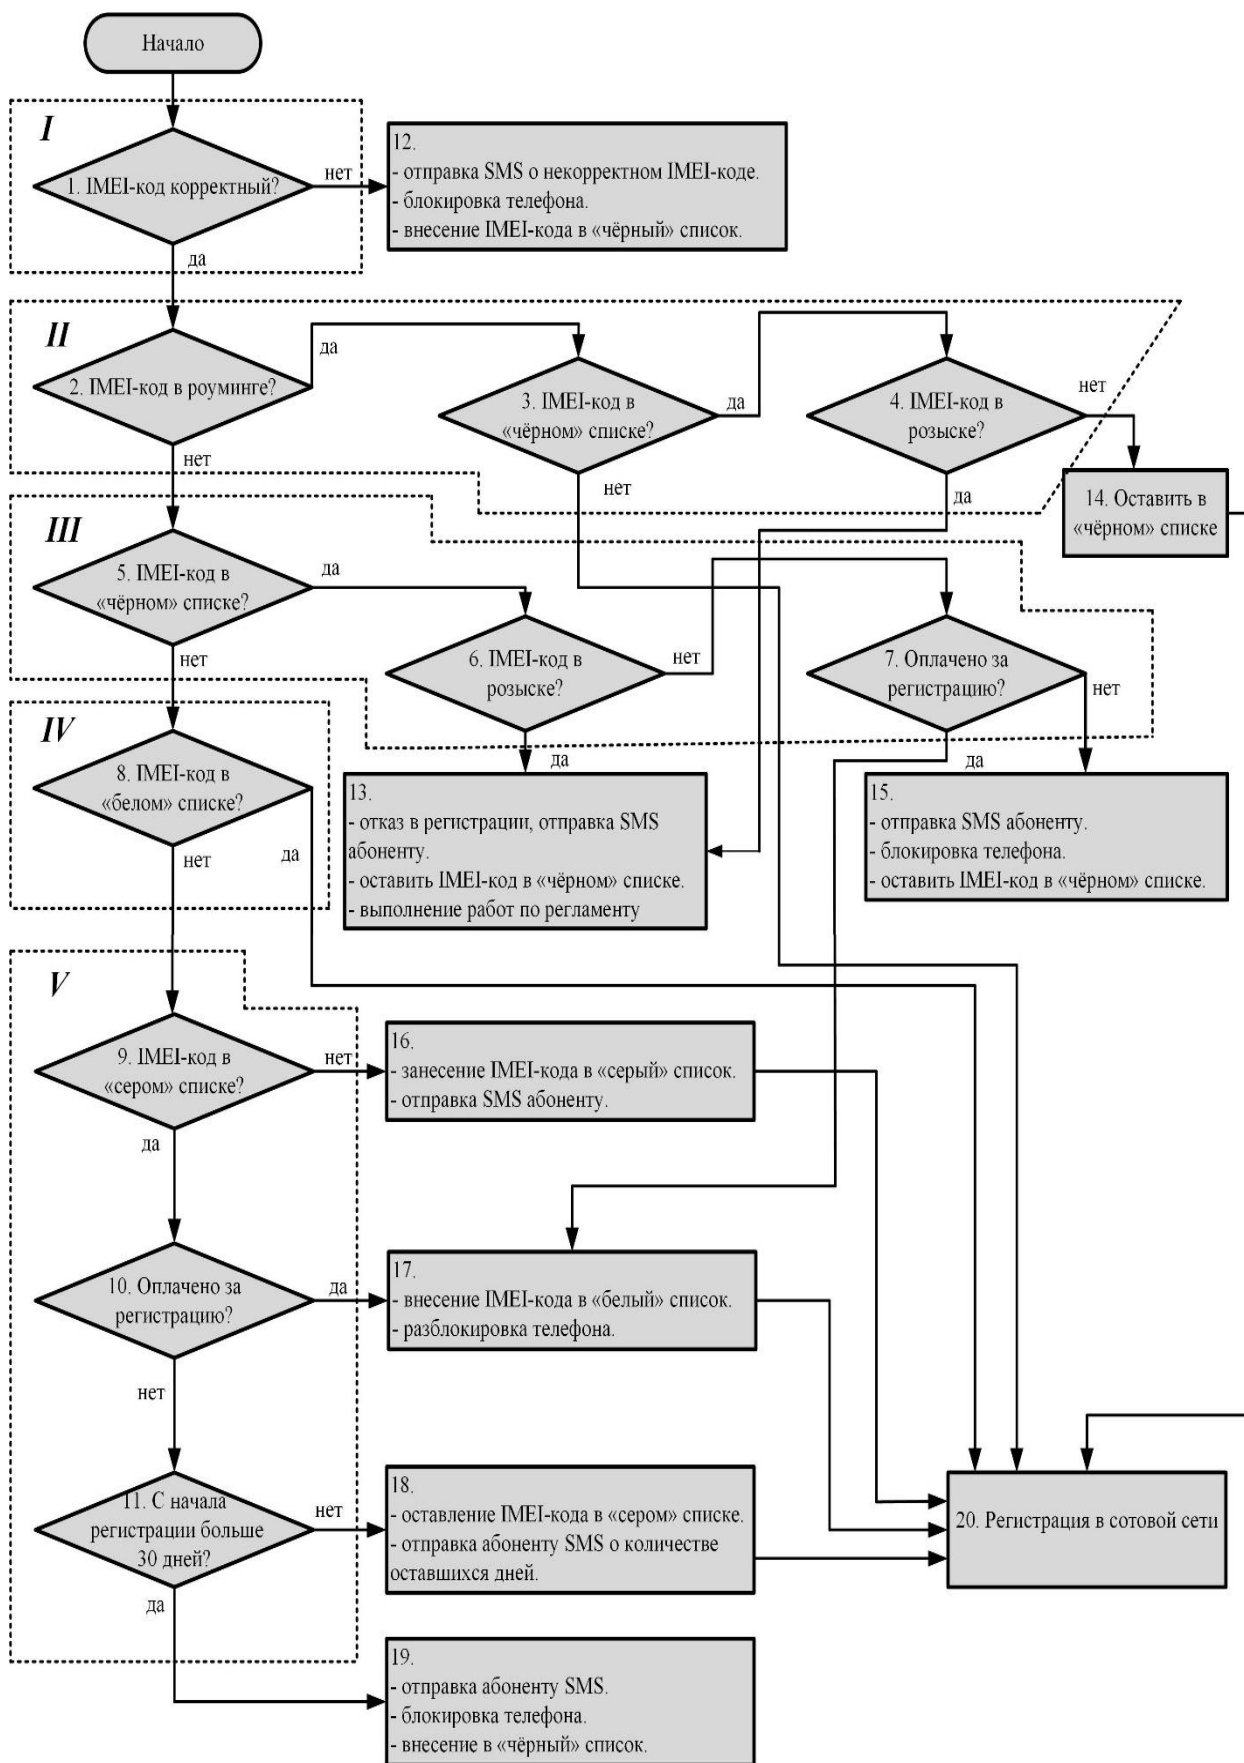 Начало
I
1. IMEI-код корректный?
нет
да
12.
- отправка SMS о некорректном IMEI-коде.
- блокировка телефона.
- внесение IMEI-кода в «чёрный» список.
II
2. IMEI-код в роуминге?
да
нет
3. IMEI-код в
«чёрном» списке?
да
нет
4. IMEI-код в
розыске?
нет
да
14. Оставить в
«чёрном» списке
III
5. IMEI-код в
«чёрном» списке?
да
нет
6. IMEI-код в
розыске?
нет
да
7. Оплачено за
регистрацию?
нет
да
IV
8. IMEI-код в
«белом» списке?
да
нет
13.
- отказ в регистрации, отправка SMS
абоненту.
- оставить IMEI-код в «чёрном» списке.
- выполнение работ по регламенту
15.
- отправка SMS абоненту.
- блокировка телефона.
- оставить IMEI-код в «чёрном» списке.
V
9. IMEI-код в
«сером» списке?
нет
да
16.
- занесение IMEI-кода в «серый» список.
- отправка SMS абоненту.
10. Оплачено за
регистрацию?
да
нет
17.
- внесение IMEI-кода в «белый» список.
- разблокировка телефона.
11. С начала
регистрации больше
30 дней?
нет
да
18.
- оставление IMEI-кода в «сером» списке.
- отправка абоненту SMS о количестве
оставшихся дней.
20. Регистрация в сотовой сети
19.
- отправка абоненту SMS.
- блокировка телефона.
- внесение в «чёрный» список.